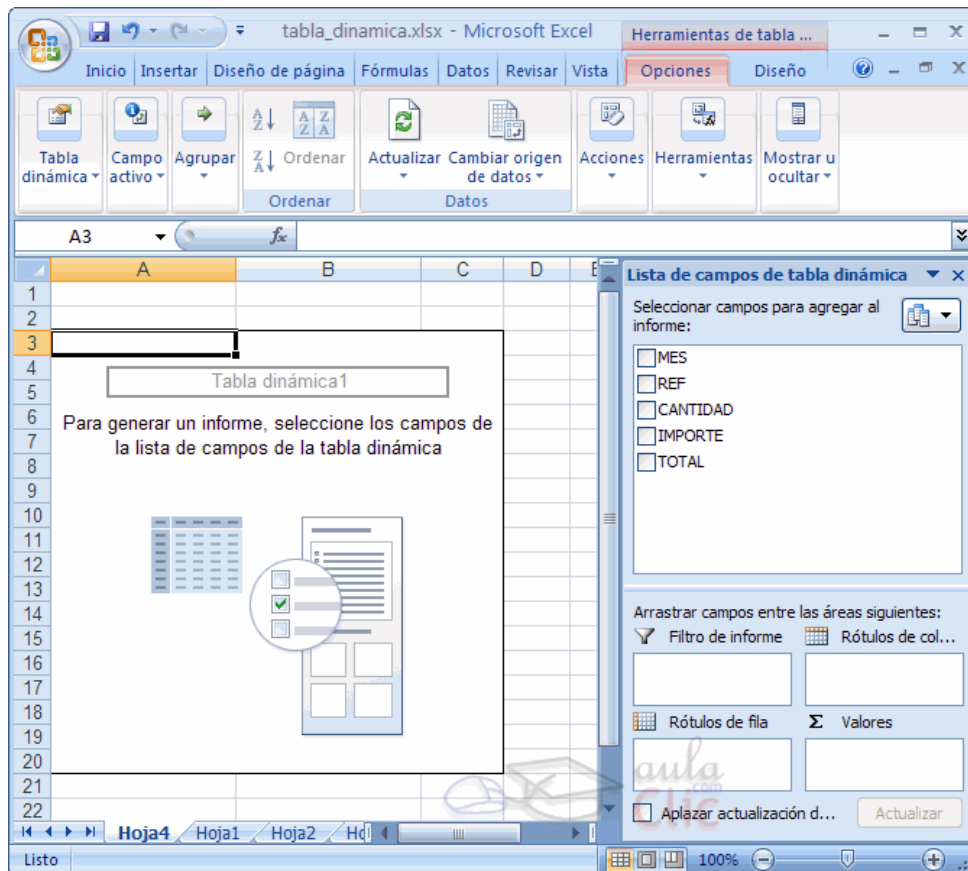 tabla_dinamica.xlsx - Microsoft Excel
Herramientas de tabla ...
Inicio Insertar Diseño de página Fórmulas Datos Revisar Vista Opciones Diseño
Tabla dinámica
Campo activo
Agrupar
Ordenar
Actualizar
Cambiar origen de datos
Acciones
Herramientas
Mostrar u ocultar
Ordenar
Datos
A3
fx
A B C D E
Lista de campos de tabla dinámica
Seleccionar campos para agregar al
informe:
MES
REF
CANTIDAD
IMPORTE
TOTAL
1
2
3
4
5
6
7
8
9
10
11
12
13
14
15
16
17
18
19
20
21
22
Tabla dinámica1
Para generar un informe, seleccione los campos de
la lista de campos de la tabla dinámica
Arrastrar campos entre las áreas siguientes:
Filtro de informe
Rótulos de col...
Rótulos de fila
Σ Valores
aula
.com
Clic
Aplazar actualización d...
Actualizar
Hoja4 Hoja1 Hoja2
Listo
100%